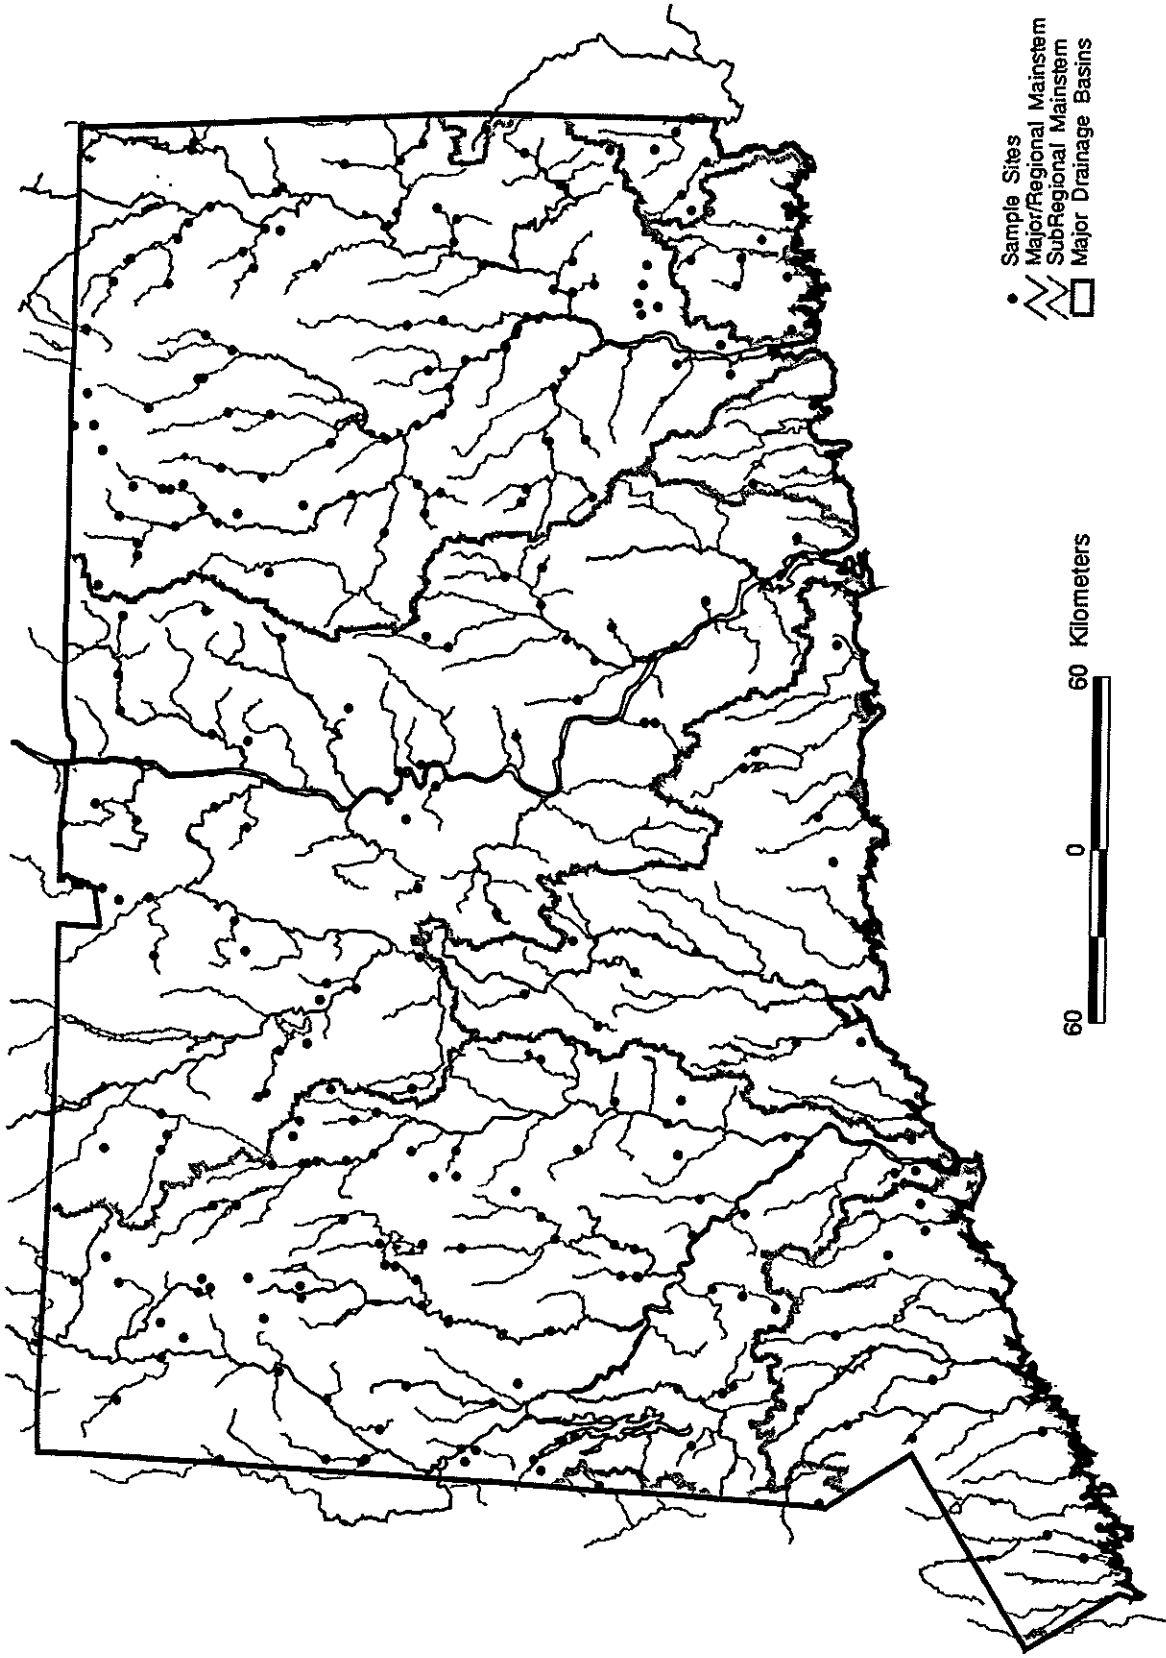 Sample Sites
Major/Regional Mainstem
SubRegional Mainstem
Major Drainage Basins
60 0 60 Kilometers